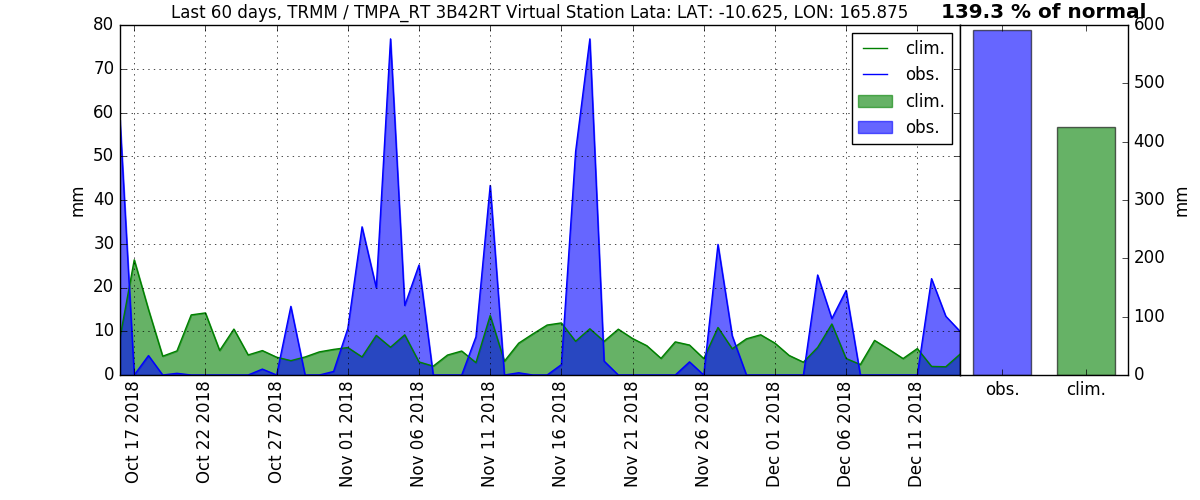 Last 60 days, TRMM / TMPA_RT 3B42RT Virtual Station Lata: LAT: -10.625, LON: 165.875
139.3 % of normal
80
70
60
50
40
30
20
10
0
mm
clim.
obs.
clim.
obs.
Oct 17 2018
Oct 22 2018
Oct 27 2018
Nov 01 2018
Nov 06 2018
Nov 11 2018
Nov 16 2018
Nov 21 2018
Nov 26 2018
Dec 01 2018
Dec 06 2018
Dec 11 2018
600
500
400
300
200
100
0
mm
obs.
clim.